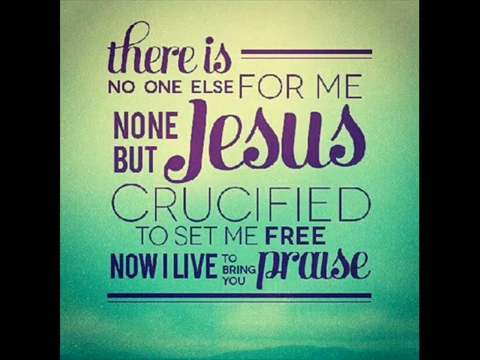 there is
NO ONE ELSE FOR ME
NONE
BUT Jesus
CRUCIFIED
TO SET ME FREE
NOW I LIVE TO BRING YOU praise